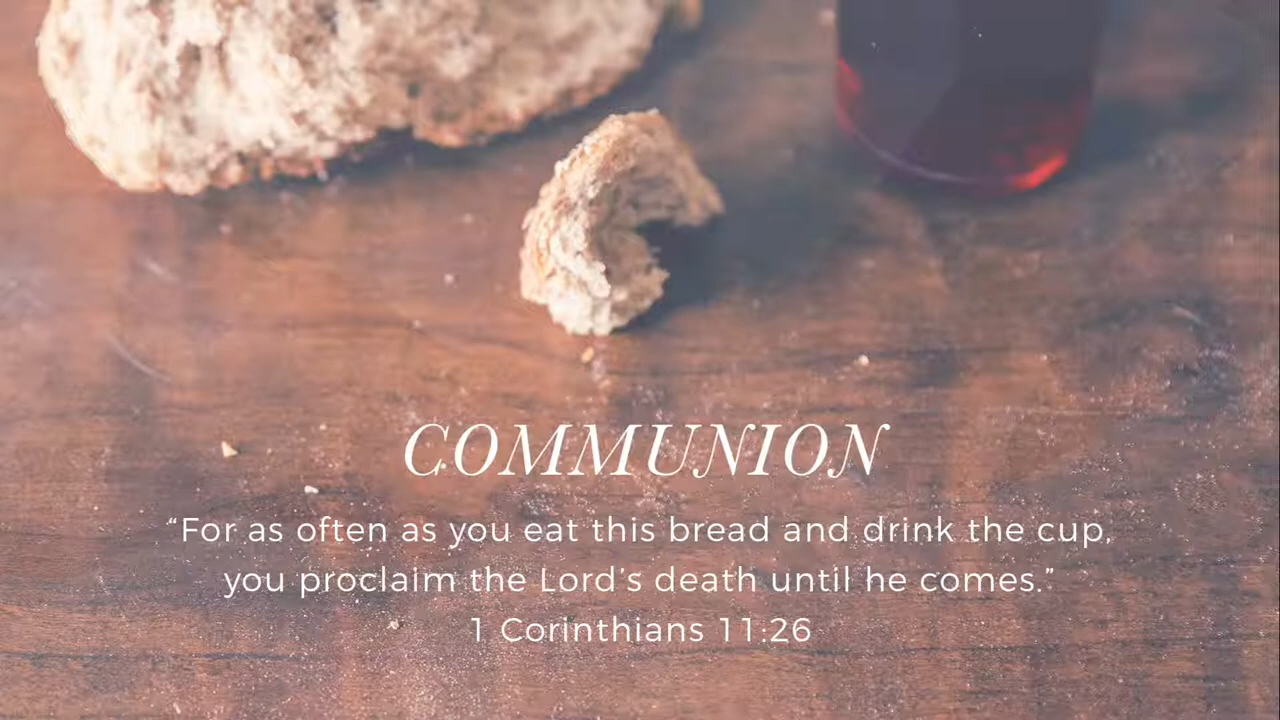 COMMUNION
“For as often as you eat this bread and drink the cup,
you proclaim the Lord’s death until he comes.”
1 Corinthians 11:26